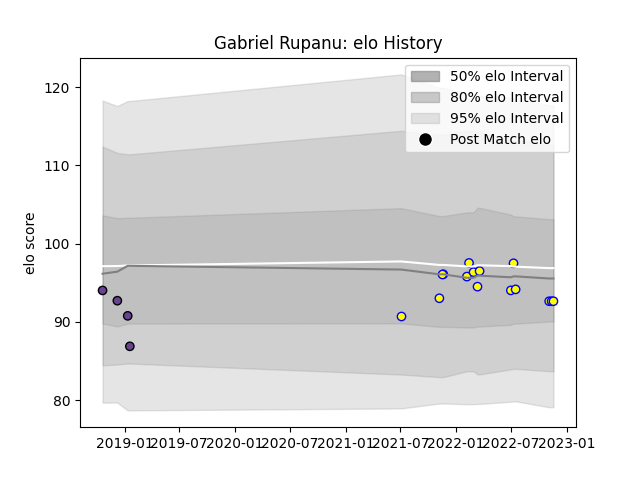 Gabriel Rupanu: elo History
50% elo Interval
80% elo Interval
95% elo Interval
Post Match elo
elo score
120
110
100
90
80
2019-01 2019-07 2020-01 2020-07 2021-01 2021-07 2022-01 2022-07 2023-01